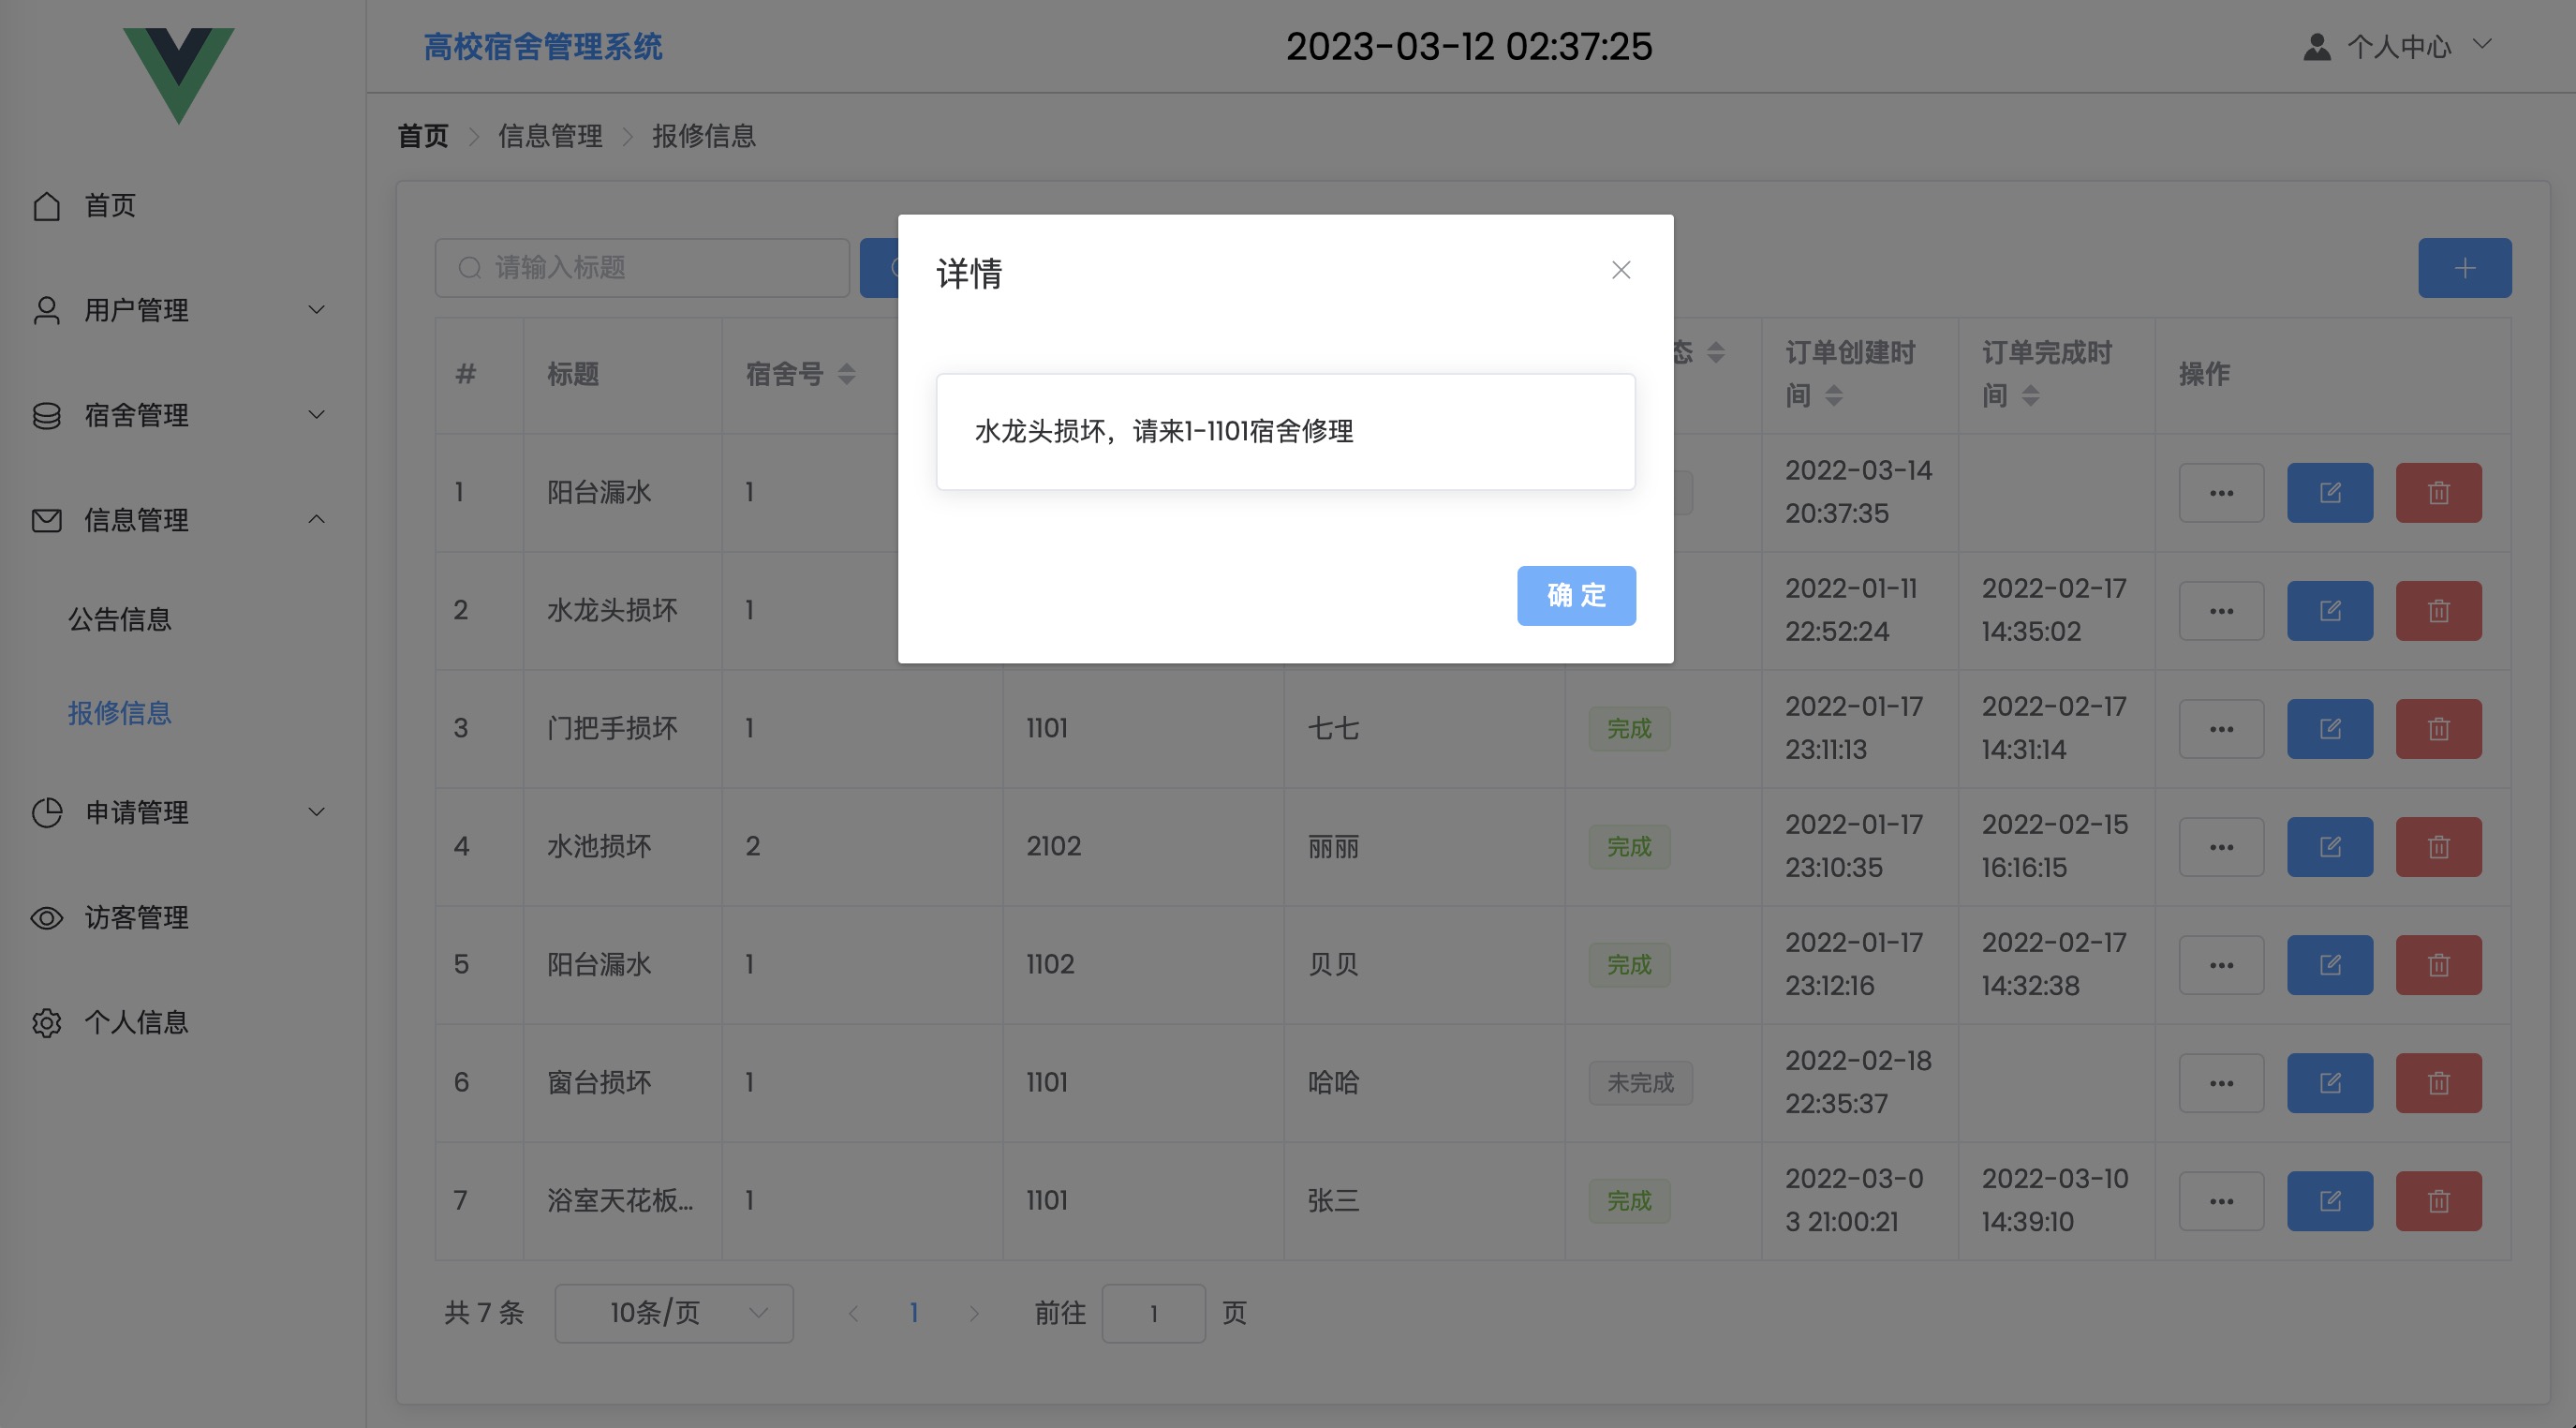 高校宿舍管理系统
2023-03-12 02:37:25
个人中心
首页
信息管理
报修信息
首页
用户管理
宿舍管理
信息管理
公告信息
报修信息
申请管理
访客管理
个人信息
请输入标题
详情
水龙头损坏，请来1-1101宿舍修理
确 定
#
标题
宿舍号
态
订单创建时
间
订单完成时
间
操作
1
阳台漏水
1
2022-03-14
20:37:35
2
水龙头损坏
1
2022-01-11
22:52:24
2022-02-17
14:35:02
3
门把手损坏
1
1101
七七
完成
2022-01-17
23:11:13
2022-02-17
14:31:14
4
水池损坏
2
2102
丽丽
完成
2022-01-17
23:10:35
2022-02-15
16:16:15
5
阳台漏水
1
1102
贝贝
完成
2022-01-17
23:12:16
2022-02-17
14:32:38
6
窗台损坏
1
1101
哈哈
未完成
2022-02-18
22:35:37
7
浴室天花板...
1
1101
张三
完成
2022-03-0
3 21:00:21
2022-03-10
14:39:10
共 7 条
10条/页
1
前往
1
页